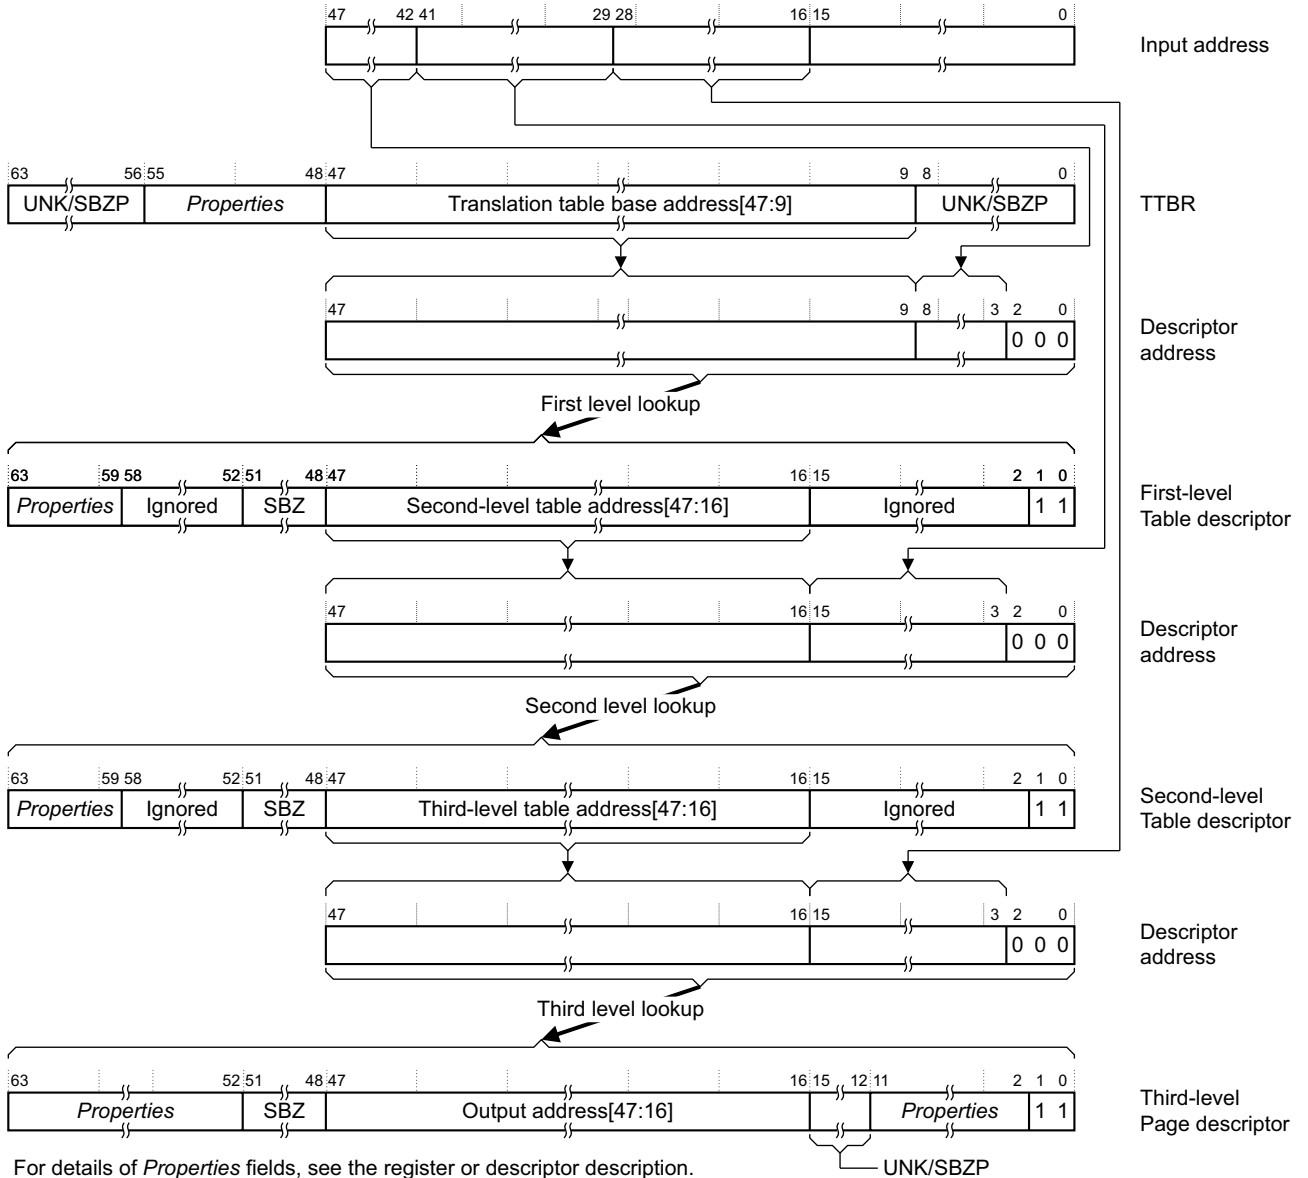 47 42 41 29 28 16 15 0
Input address
63 56 55 48 47 9 8 0
UNK/SBZP Properties Translation table base address[47:9] UNK/SBZP TTBR
47 9 8 3 2 0
0 0 0
Descriptor
address
First level lookup
63 59 58 52 51 48 47 16 15 2 1 0
Properties Ignored SBZ Second-level table address[47:16] Ignored 1 1
First-level
Table descriptor
47 16 15 3 2 0
0 0 0
Descriptor
address
Second level lookup
63 59 58 52 51 48 47 16 15 2 1 0
Properties Ignored SBZ Third-level table address[47:16] Ignored 1 1
Second-level
Table descriptor
47 16 15 3 2 0
0 0 0
Descriptor
address
Third level lookup
63 52 51 48 47 16 15 12 11 2 1 0
Properties SBZ Output address[47:16] Properties 1 1
Third-level
Page descriptor
For details of Properties fields, see the register or descriptor description. UNK/SBZP